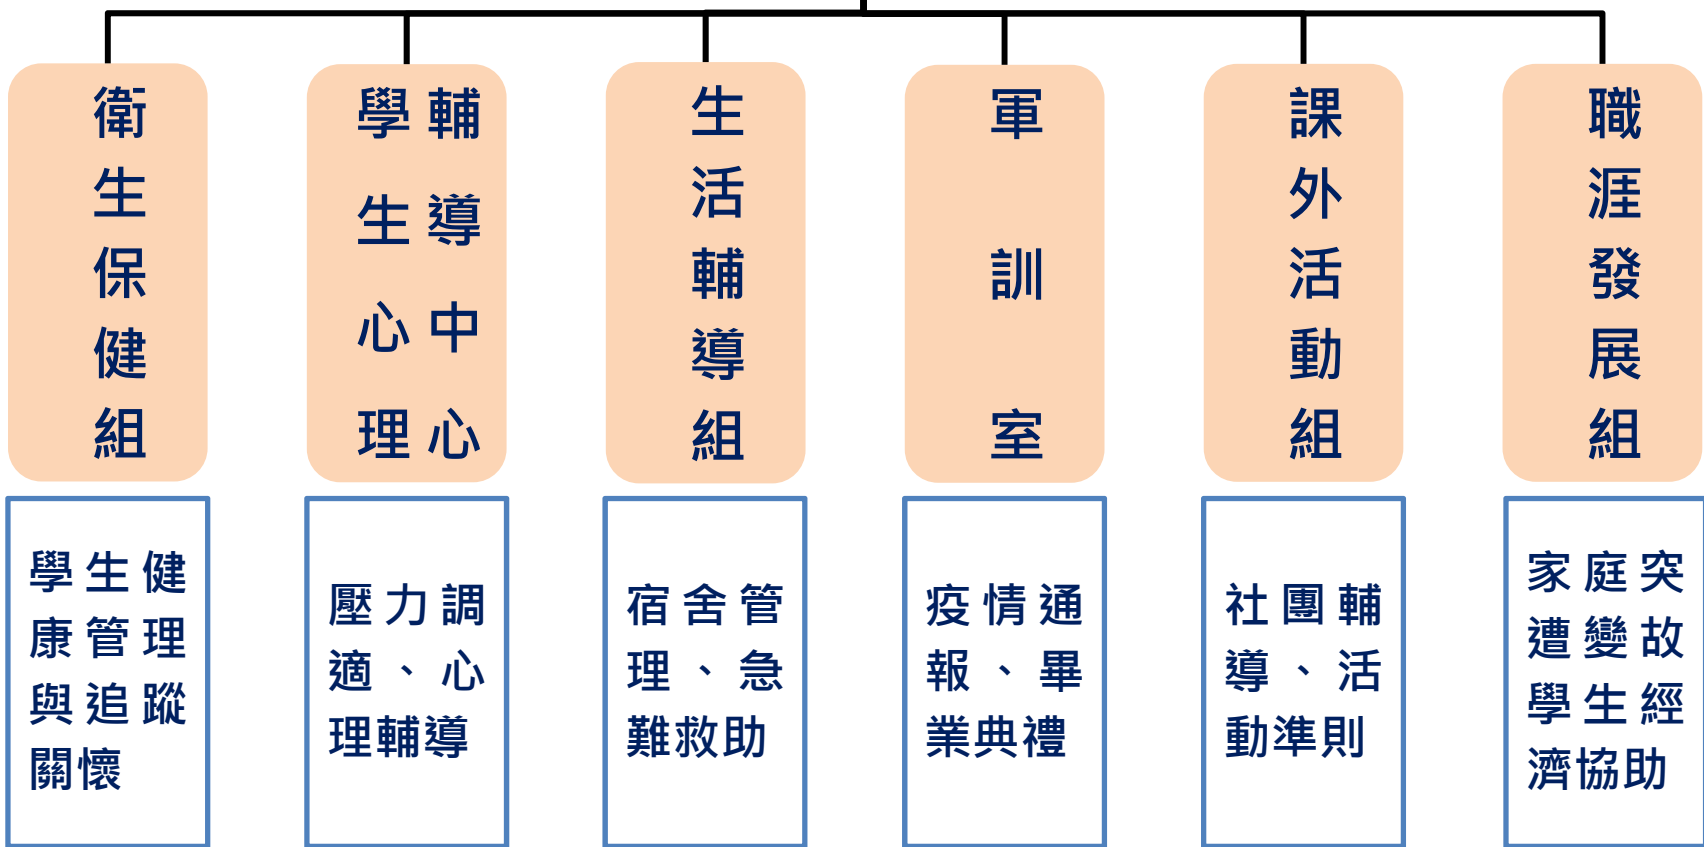 衛生保健組
學生心理
輔導中心
生活輔導組
軍訓室
課外活動組
職涯發展組
學生健
康管理
與追蹤
關懷
壓力調
適、心
理輔導
宿舍管
理、急
難救助
疫情通
報、畢
業典禮
社團輔
導、活
動準則
家庭突
遭變故
學生經
濟協助